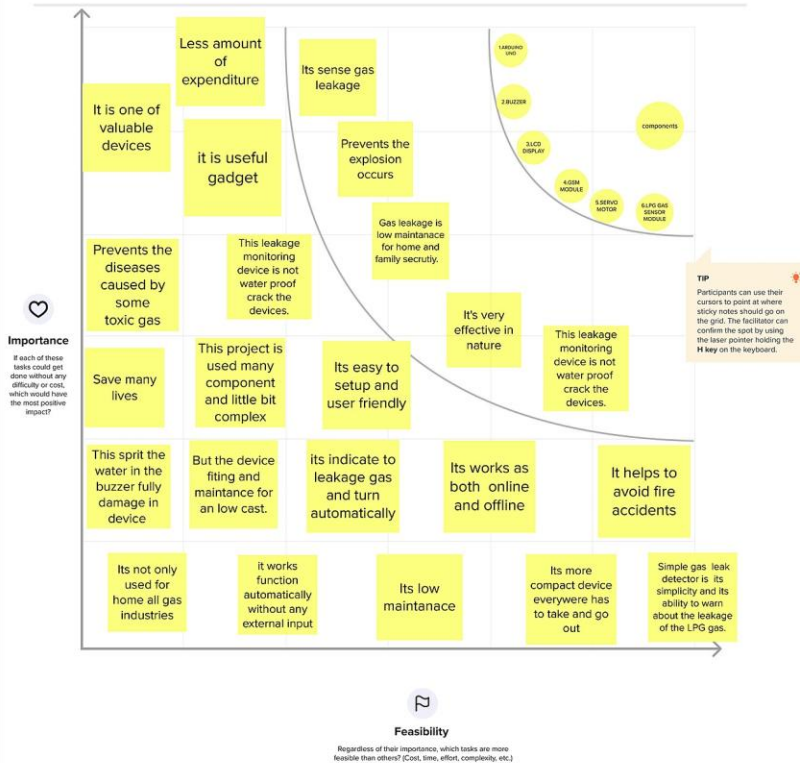 Less amount
of
expenditure
Its sense gas
leakage
1.ARDUINO
UNO
It is one of
valuable
devices
2.BUZZER
components
it is useful
gadget
Prevents the
explosion
occurs
3.LCD
DISPLAY
4.GSM
MODULE
5.SERVO
MOTOR
6.LPG GAS
SENSOR
MODULE
Gas leakage is
low maintanace
for home and
family secrutiy.
Prevents the
diseases
caused by
some
toxic gas
This leakage
monitoring
device is not
water proof
crack the
devices.
TIP
Participants can use their
cursors to point at where
sticky notes should go on
the grid. The facilitator can
confirm the spot by using
the laser pointer holding the
H key on the keyboard.
Importance
If each of these
tasks could get
done without any
difficulty or cost,
which would have
the most positive
impact?
It's very
effective in
nature
This leakage
monitoring
device is not
water proof
crack the
devices.
Save many
lives
This project is
used many
component
and little bit
complex
Its easy to
setup and
user friendly
This sprit the
water in the
buzzer fully
damage in
device
But the device
fiting and
maintance for
an low cast.
its indicate to
leakage gas
and turn
automatically
Its works as
both online
and offline
It helps to
avoid fire
accidents
Its not only
used for
home all gas
industries
it works
function
automatically
without any
external input
Its low
maintanace
Its more
compact device
everywere has
to take and go
out
Simple gas leak
detector is its
simplicity and its
ability to warn
about the leakage
of the LPG gas.
Feasibility
Regardless of their importance, which tasks are more
feasible than others? (Cost, time, effort, complexity, etc.)